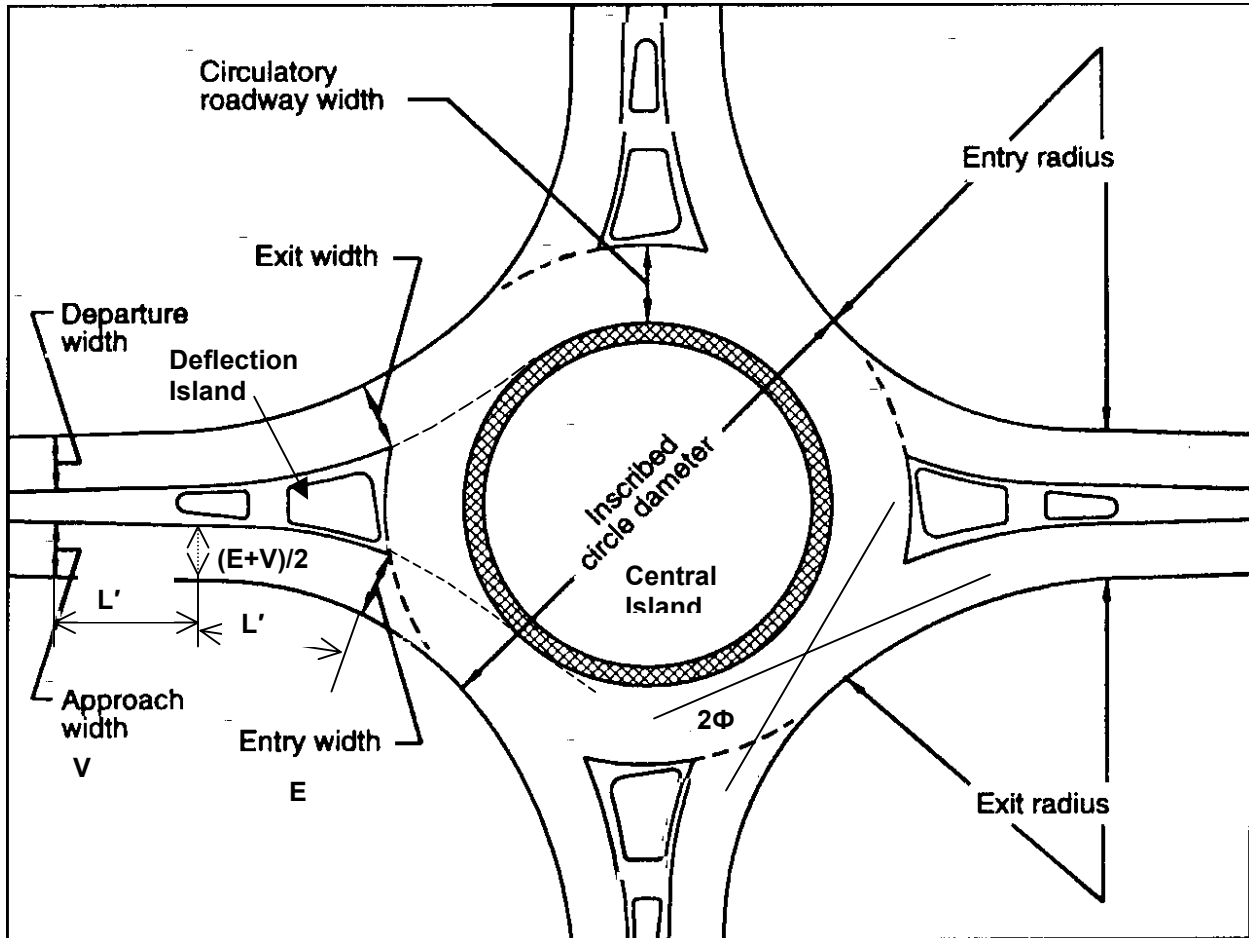 Circulatory
roadway width
Entry radius
Exit width
Departure
width
Deflection
Island
Inscribed
circle dameter
(E+V)/2
Central
Island
L'
L'
Approach
width
V
Entry width
E
2Φ
Exit radius